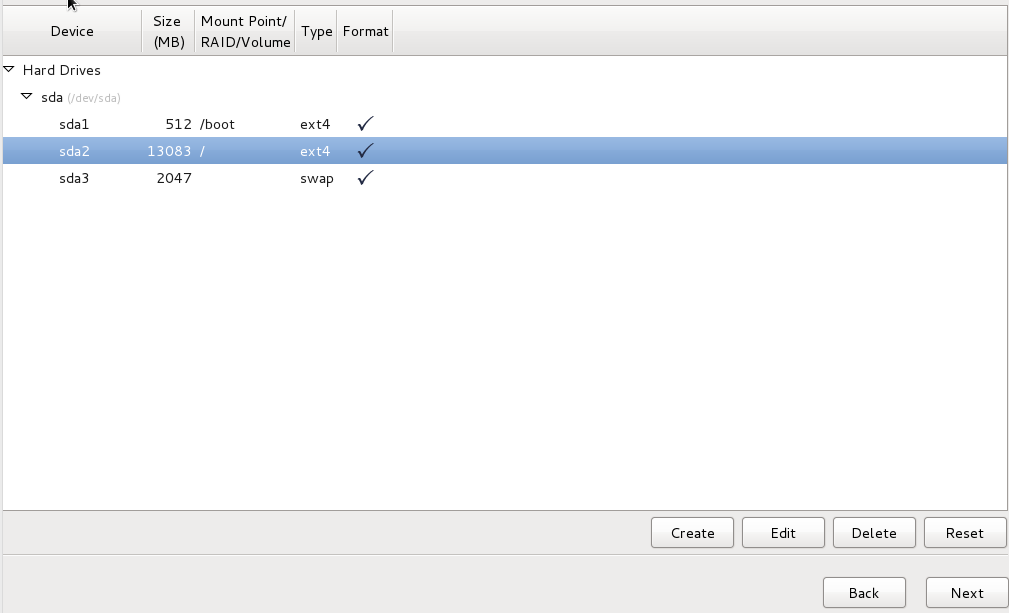 Device Size (MB) Mount Point/ RAID/Volume Type Format
Hard Drives
sda (/dev/sda)
sda1 512 /boot ext4 ✓
sda2 13083 / ext4 ✓
sda3 2047 swap ✓
Create Edit Delete Reset
Back Next